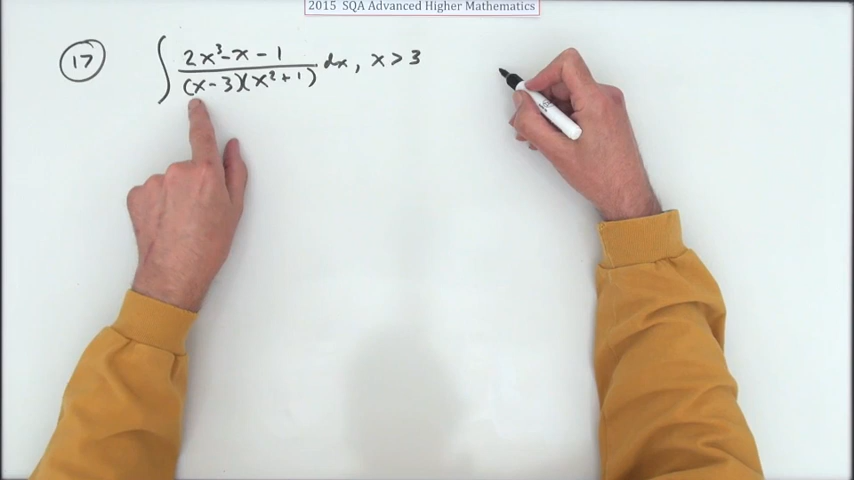 2015 SQA Advanced Higher Mathematics
17 ∫ (2x³-x-1)/((x-3)(x²+1)) dx, x>3